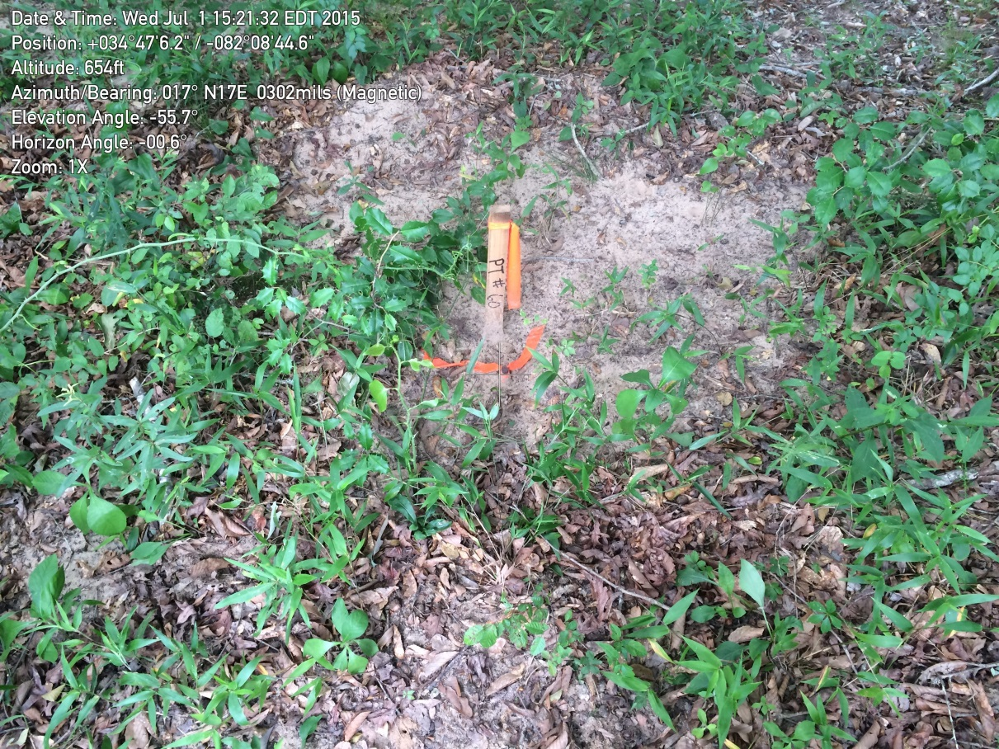 Date & Time: Wed Jul 1 15:21:32 EDT 2015
Position: +034°47'6.2" / -082°08'44.6"
Altitude: 654ft
Azimuth/Bearing: 017° N17E 0302mils (Magnetic)
Elevation Angle: -55.7°
Horizon Angle: -00.6°
Zoom: 1X
PT #